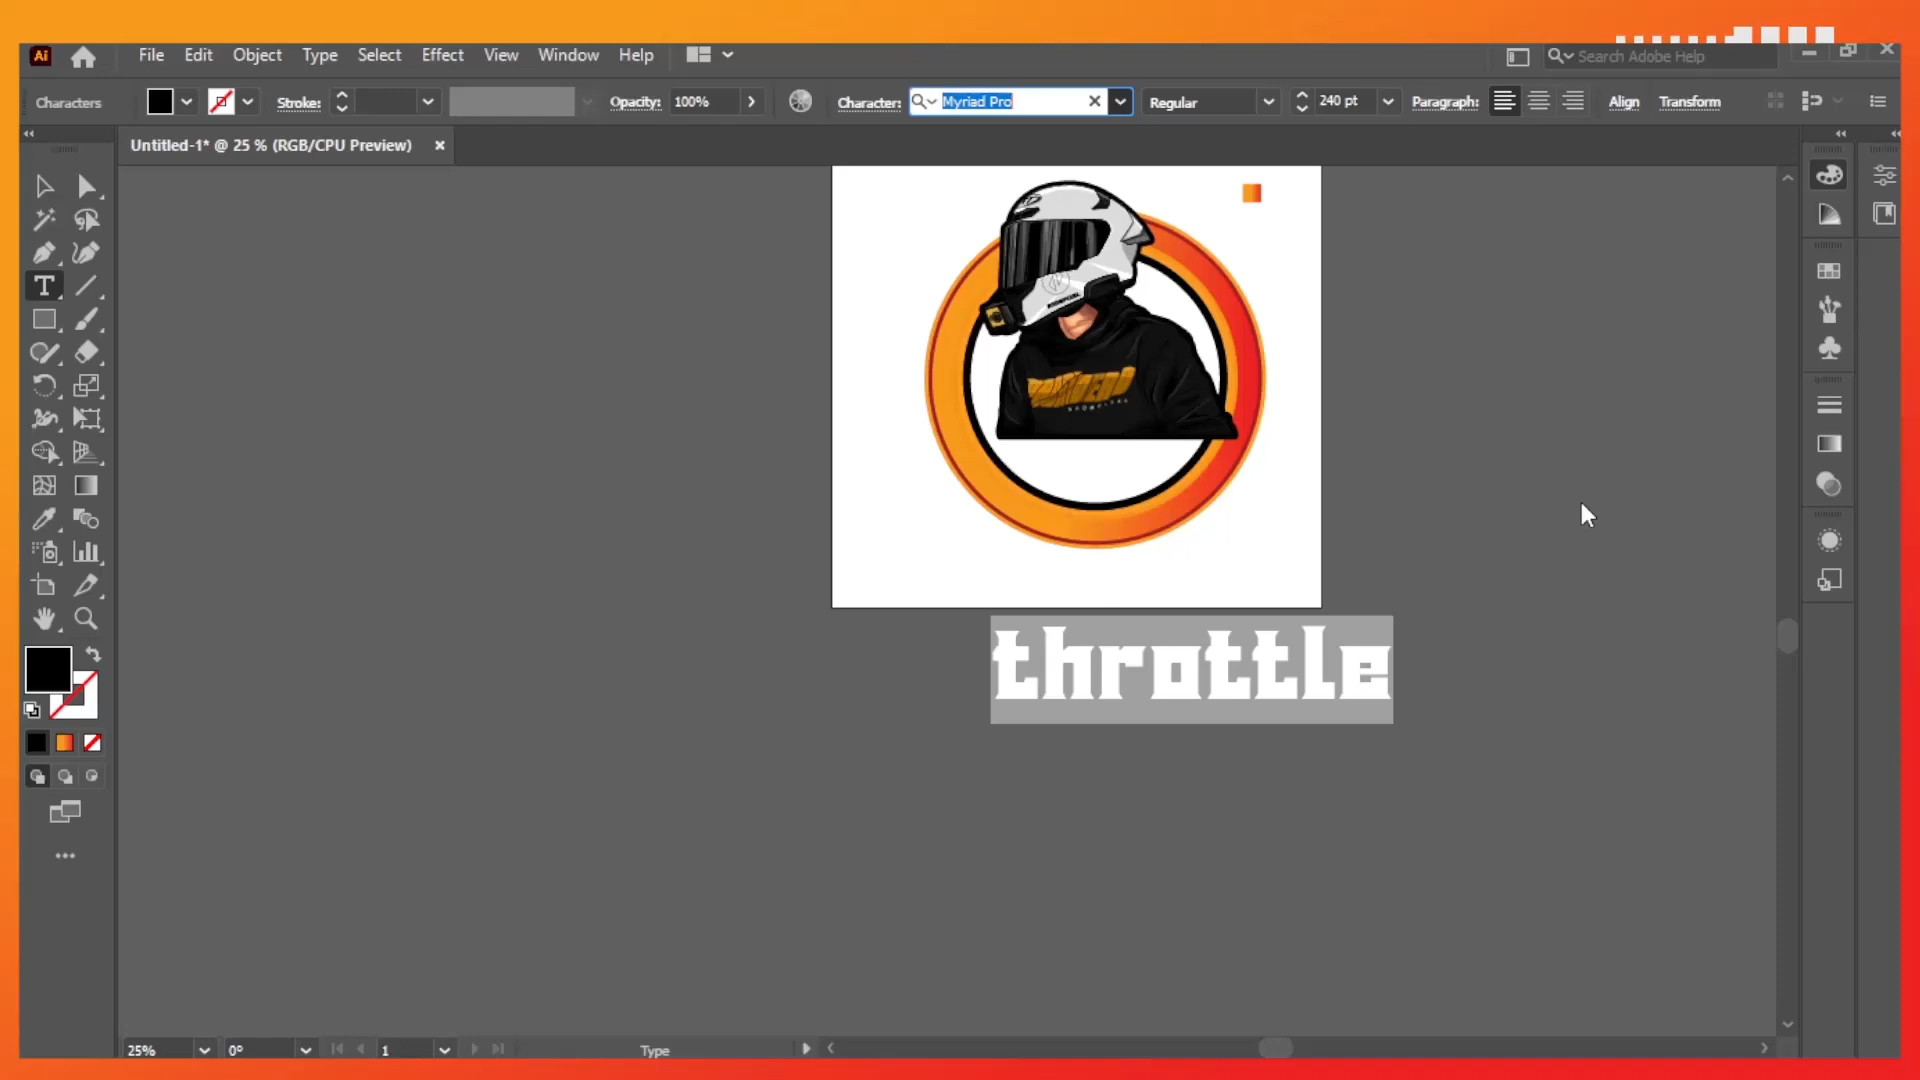 Ai File Edit Object Type Select Effect View Window Help Search Adobe Help
Characters Stroke: Opacity: 100% Character: Myriad Pro Regular 240 pt Paragraph: Align Transform
Untitled-1* @ 25 % (RGB/CPU Preview)
T
throttle
25% 0° 1 Type